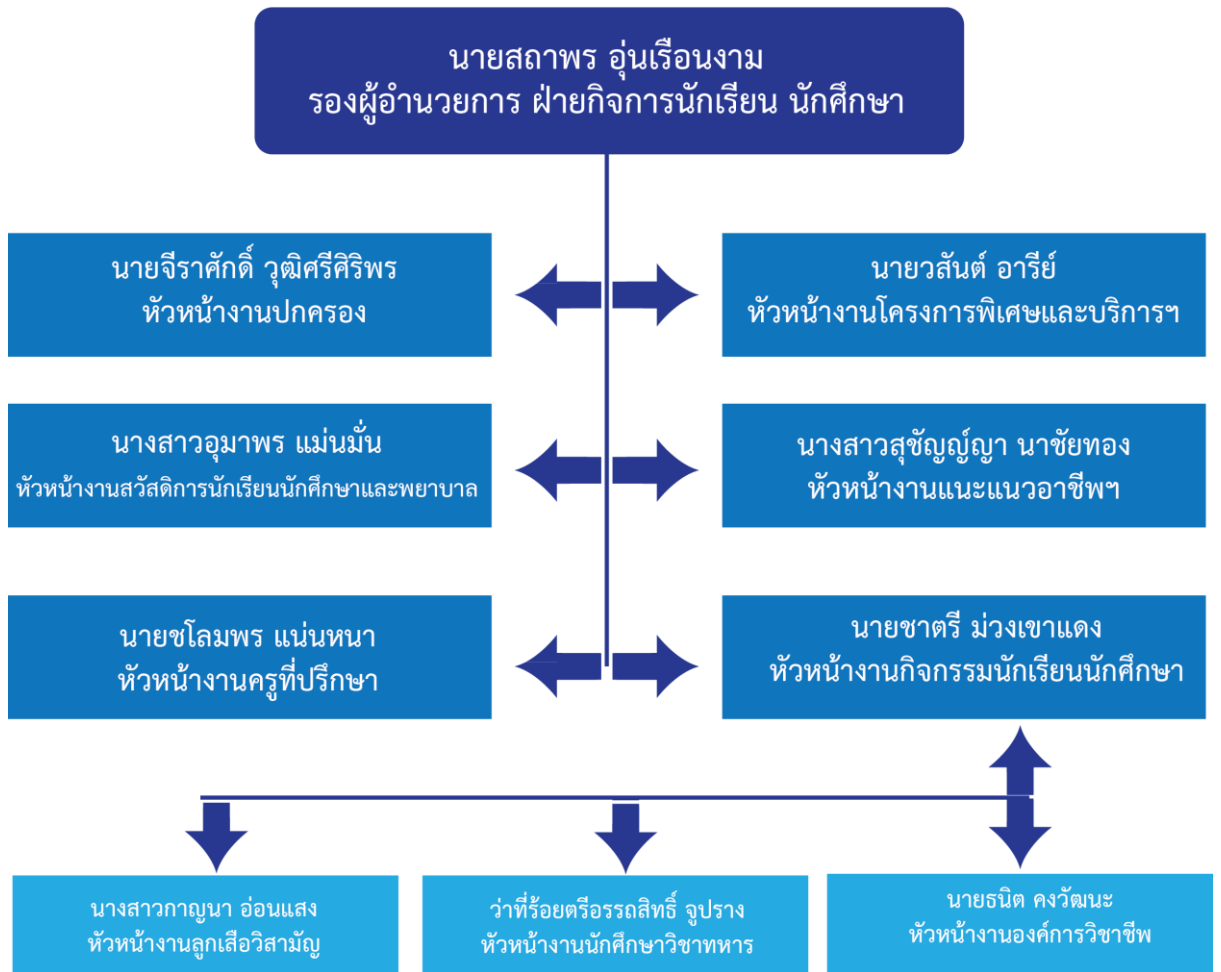 นายสถาพร อุ่นเรือนงาม
รองผู้อำนวยการ ฝ่ายกิจการนักเรียน นักศึกษา
นายจีราศักดิ์ วุฒิศรีศิริพร
หัวหน้างานปกครอง
นายวสันต์ อารีย์
หัวหน้างานโครงการพิเศษและบริการฯ
นางสาวอุมาพร แม่นมั่น
หัวหน้างานสวัสดิการนักเรียนนักศึกษาและพยาบาล
นางสาวสุชัญญ์ญา นาชัยทอง
หัวหน้างานแนะแนวอาชีพฯ
นายชโลมพร แน่นหนา
หัวหน้างานครูที่ปรึกษา
นายชาตรี ม่วงเขาแดง
หัวหน้างานกิจกรรมนักเรียนนักศึกษา
นางสาวกาญนา อ่อนแสง
หัวหน้างานลูกเสือวิสามัญ
ว่าที่ร้อยตรีอรรถสิทธิ์ จูปราง
หัวหน้างานนักศึกษาวิชาทหาร
นายธนิต คงวัฒนะ
หัวหน้างานองค์การวิชาชีพ